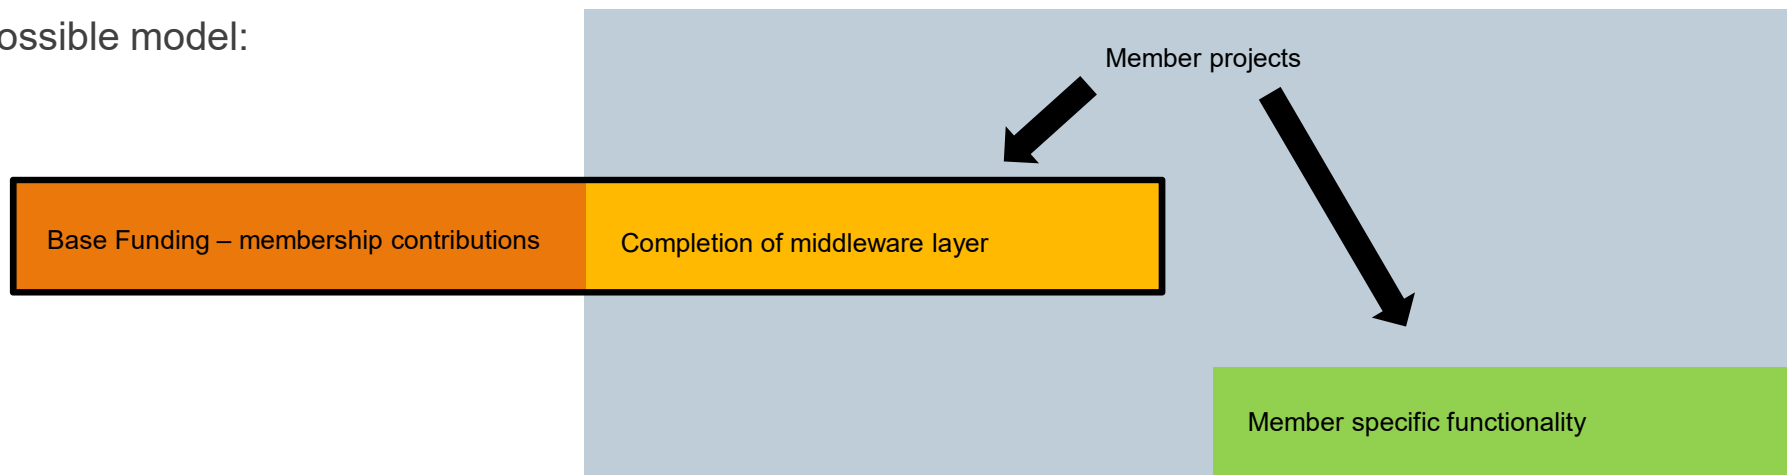 ossible model:
Member projects
Base Funding – membership contributions
Completion of middleware layer
Member specific functionality